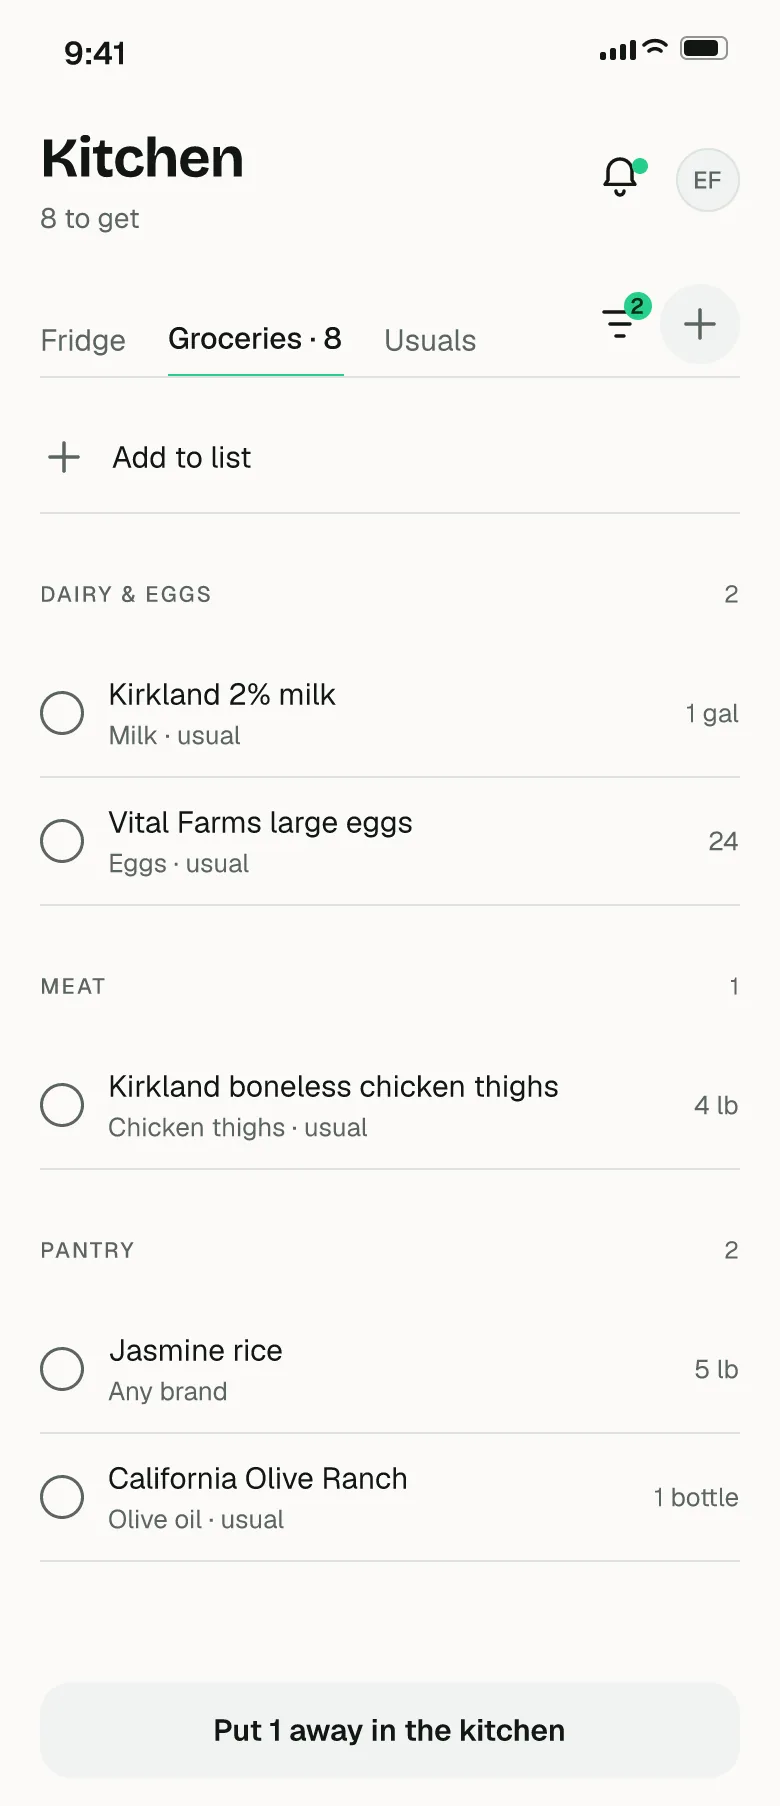 9:41
Kitchen
8 to get
EF
Fridge
Groceries · 8
Usuals
2
Add to list
DAIRY & EGGS
2
Kirkland 2% milk
Milk · usual
1 gal
Vital Farms large eggs
Eggs · usual
24
MEAT
1
Kirkland boneless chicken thighs
Chicken thighs · usual
4 lb
PANTRY
2
Jasmine rice
Any brand
5 lb
California Olive Ranch
Olive oil · usual
1 bottle
Put 1 away in the kitchen